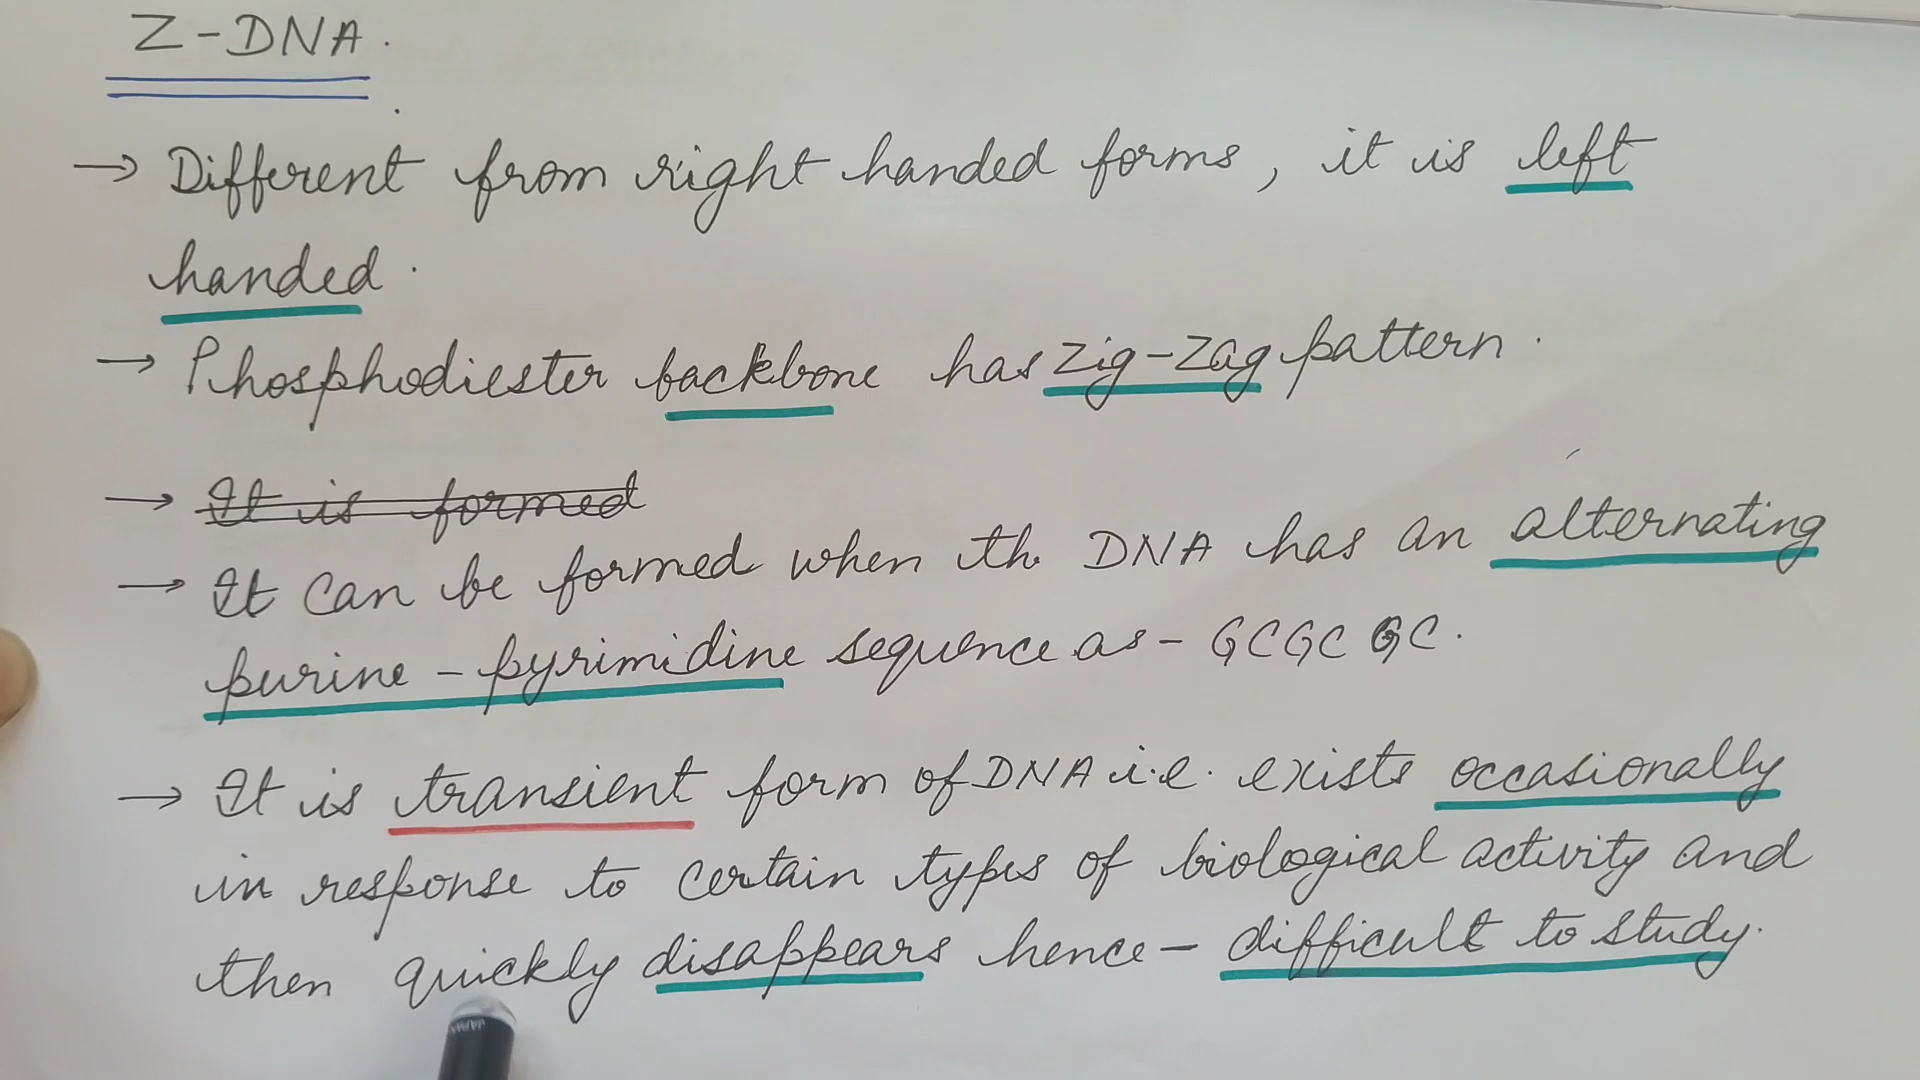 Z-DNA.
→ Different from right handed forms, it is left
handed.
→ Phosphodiester backbone has zig-zag pattern.
→ It is formed
→ It can be formed when the DNA has an alternating
purine - pyrimidine sequence as - GCGCGC.
→ It is transient form of DNA i.e. exists occasionally
in response to certain types of biological activity and
then quickly disappears hence - difficult to study.
JAPAN